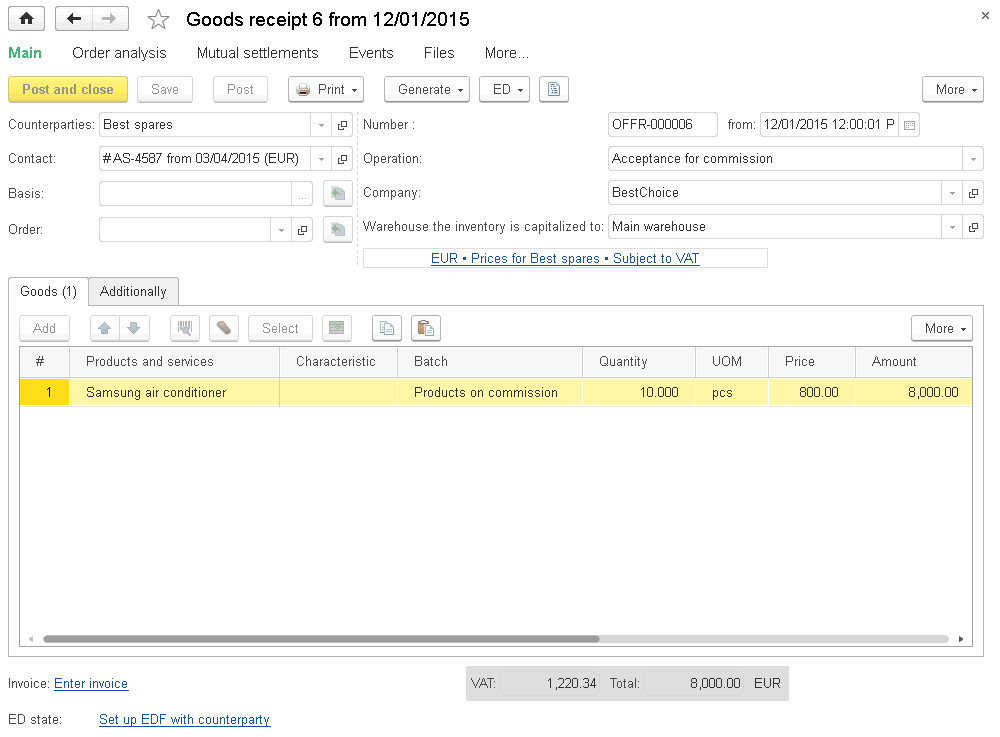 Goods receipt 6 from 12/01/2015
Main Order analysis Mutual settlements Events Files More...
Post and close Save Post Print Generate ED More
Counterparties: Best spares Number : OFFR-000006 from: 12/01/2015 12:00:01 P
Contact: #AS-4587 from 03/04/2015 (EUR) Operation: Acceptance for commission
Basis: ... Company: BestChoice
Order: Warehouse the inventory is capitalized to: Main warehouse
EUR • Prices for Best spares • Subject to VAT
Goods (1) Additionally
Add Select More
# Products and services Characteristic Batch Quantity UOM Price Amount
1 Samsung air conditioner Products on commission 10.000 pcs 800.00 8,000.00
Invoice: Enter invoice VAT: 1,220.34 Total: 8,000.00 EUR
ED state: Set up EDF with counterparty